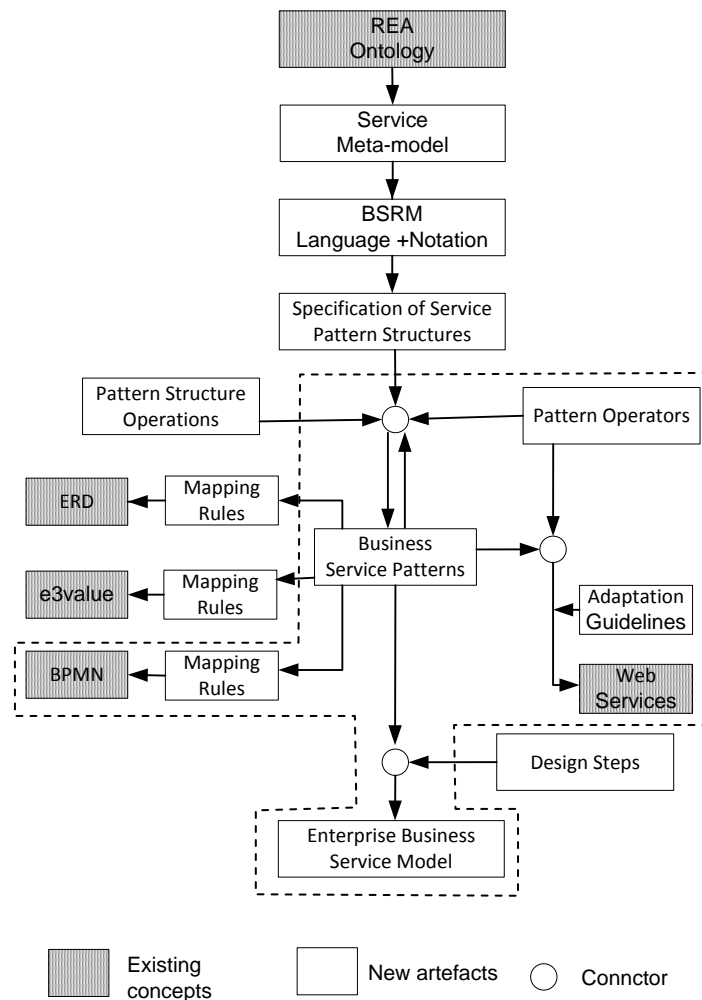 REA
Ontology
Service
Meta-model
BSRM
Language +Notation
Specification of Service
Pattern Structures
Pattern Structure
Operations
Pattern Operators
ERD
Mapping
Rules
Business
Service Patterns
e3value
Mapping
Rules
Adaptation
Guidelines
BPMN
Mapping
Rules
Web
Services
Design Steps
Enterprise Business
Service Model
Existing
concepts
New artefacts
Connctor